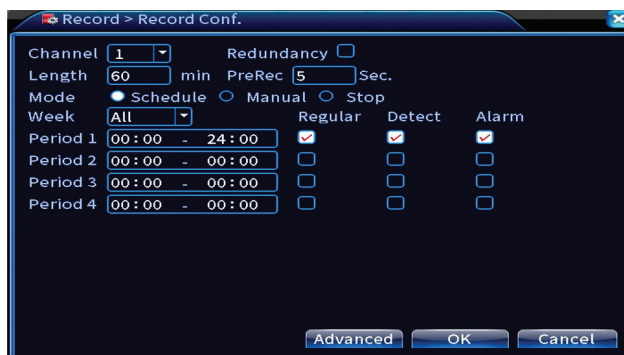 Record > Record Conf.
Channel 1 Redundancy
Length 60 min PreRec 5 Sec.
Mode Schedule Manual Stop
Week All Regular Detect Alarm
Period 1 00:00 - 24:00
Period 2 00:00 - 00:00
Period 3 00:00 - 00:00
Period 4 00:00 - 00:00
Advanced OK Cancel